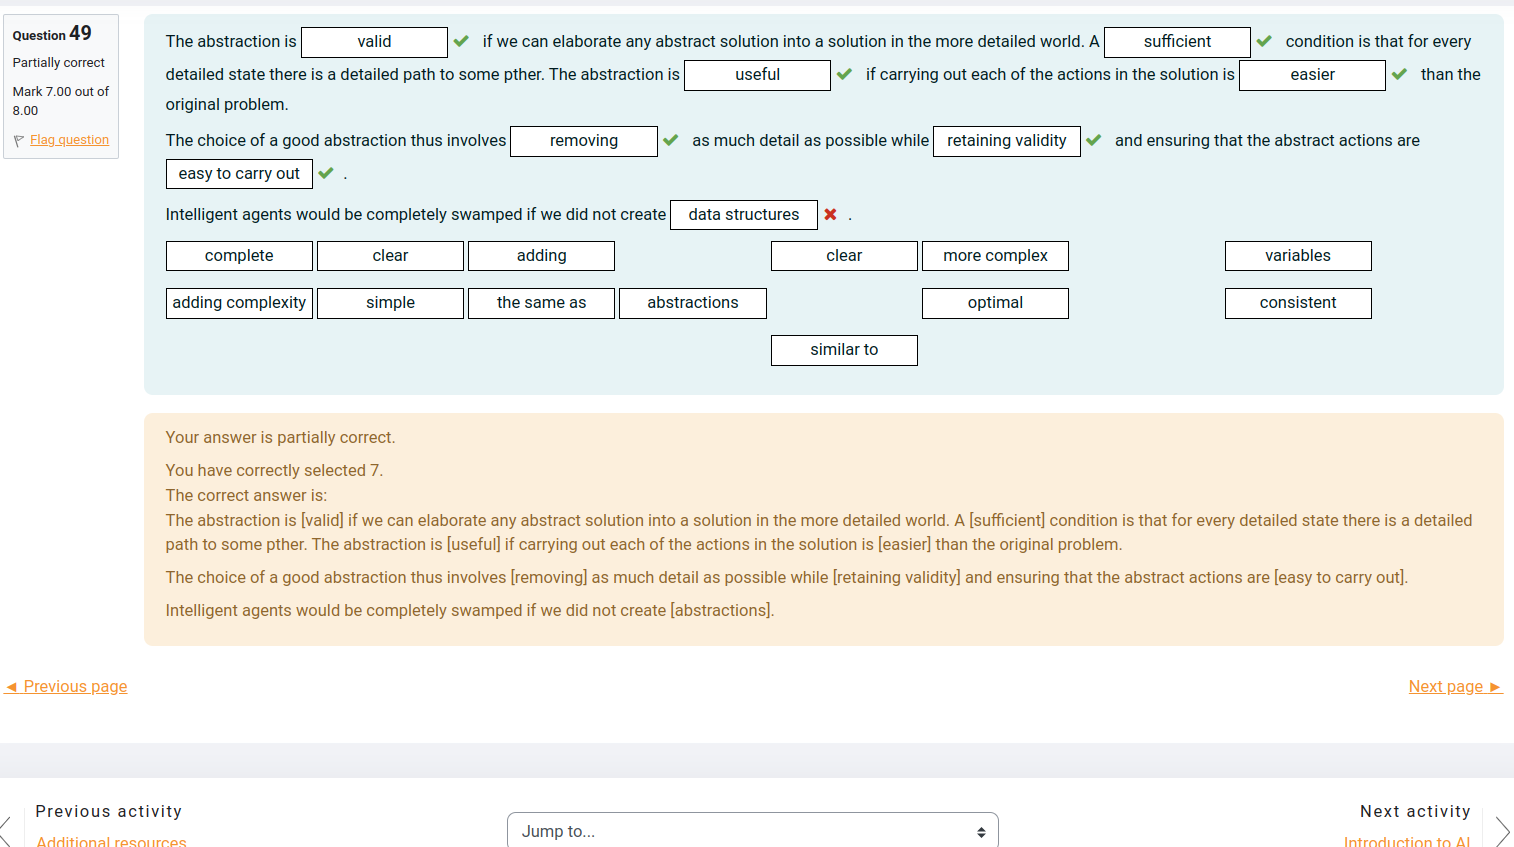 Question 49
Partially correct
Mark 7.00 out of
8.00
Flag question
The abstraction is valid if we can elaborate any abstract solution into a solution in the more detailed world. A sufficient condition is that for every
detailed state there is a detailed path to some pther. The abstraction is useful if carrying out each of the actions in the solution is easier than the
original problem.
The choice of a good abstraction thus involves removing as much detail as possible while retaining validity and ensuring that the abstract actions are
easy to carry out .
Intelligent agents would be completely swamped if we did not create data structures .
complete clear adding clear more complex variables
adding complexity simple the same as abstractions optimal consistent
similar to
Your answer is partially correct.
You have correctly selected 7.
The correct answer is:
The abstraction is [valid] if we can elaborate any abstract solution into a solution in the more detailed world. A [sufficient] condition is that for every detailed state there is a detailed
path to some pther. The abstraction is [useful] if carrying out each of the actions in the solution is [easier] than the original problem.
The choice of a good abstraction thus involves [removing] as much detail as possible while [retaining validity] and ensuring that the abstract actions are [easy to carry out].
Intelligent agents would be completely swamped if we did not create [abstractions].
◄ Previous page
Next page ►
Previous activity
Additional resources
Jump to...
Next activity
Introduction to AI